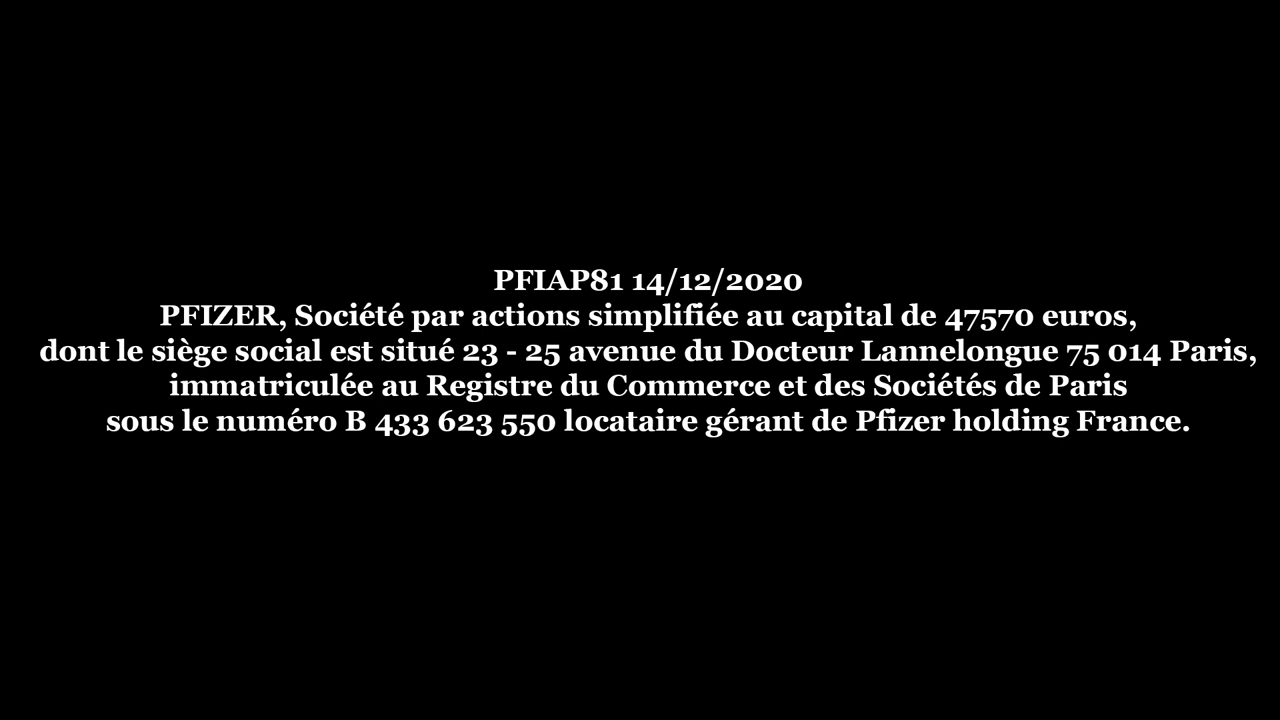 PFIAP81 14/12/2020
PFIZER, Société par actions simplifiée au capital de 47570 euros,
dont le siège social est situé 23 - 25 avenue du Docteur Lannelongue 75 014 Paris,
immatriculée au Registre du Commerce et des Sociétés de Paris
sous le numéro B 433 623 550 locataire gérant de Pfizer holding France.